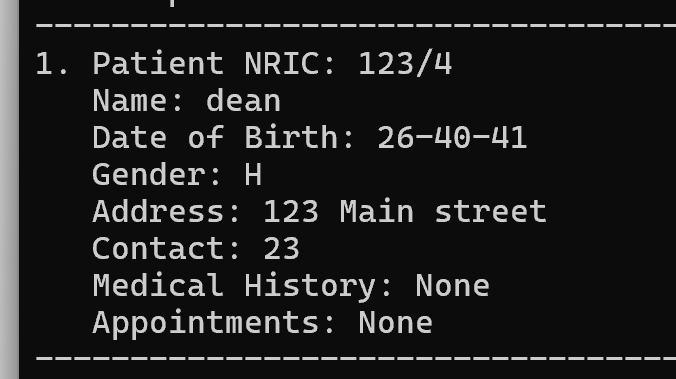 ----------------------------------
1. Patient NRIC: 123/4
Name: dean
Date of Birth: 26-40-41
Gender: H
Address: 123 Main street
Contact: 23
Medical History: None
Appointments: None
----------------------------------